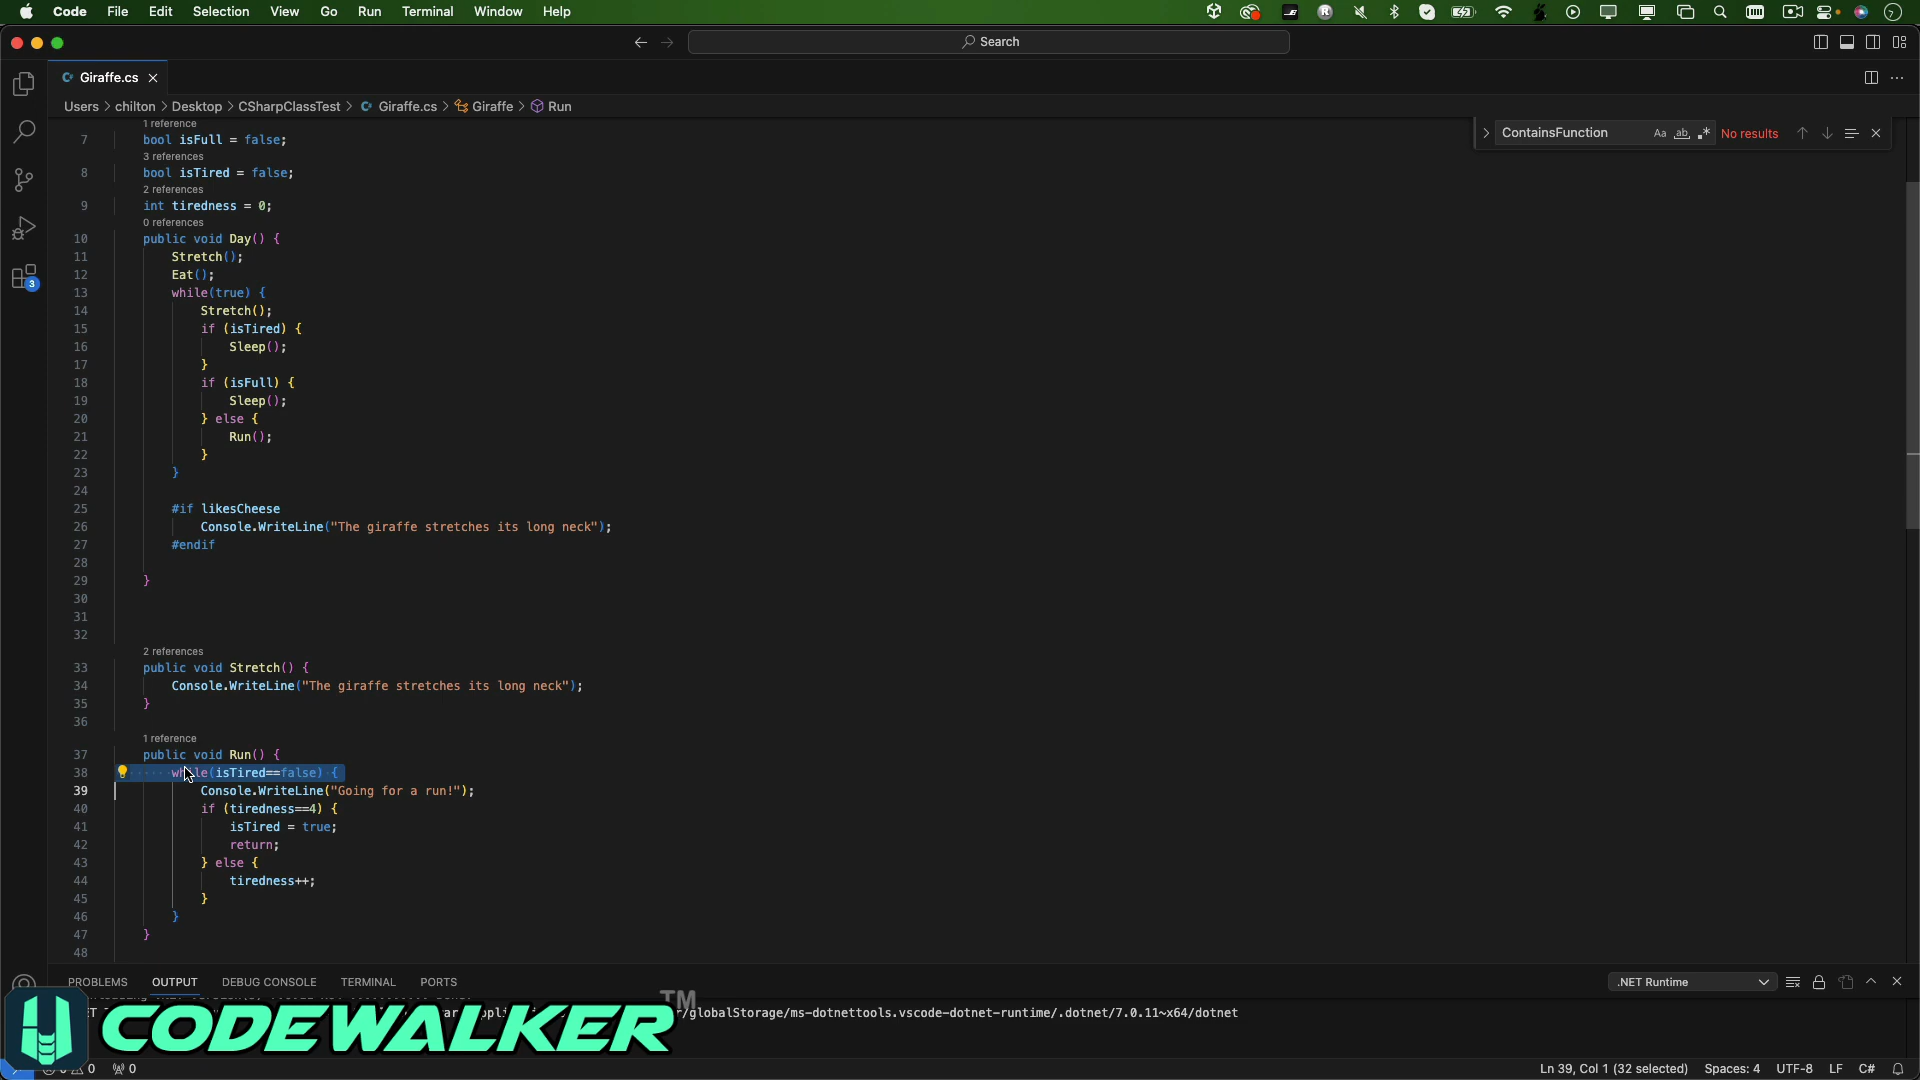 Code File Edit Selection View Go Run Terminal Window Help
Search
Giraffe.cs
Users > chilton > Desktop > CSharpClassTest > Giraffe.cs > Giraffe > Run
ContainsFunction Aa ab .* No results
1 reference
7 bool isFull = false;
3 references
8 bool isTired = false;
2 references
9 int tiredness = 0;
0 references
10 public void Day() {
11 Stretch();
12 Eat();
13 while(true) {
14 Stretch();
15 if (isTired) {
16 Sleep();
17 }
18 if (isFull) {
19 Sleep();
20 } else {
21 Run();
22 }
23 }
24
25 #if likesCheese
26 Console.WriteLine("The giraffe stretches its long neck");
27 #endif
28
29 }
30
31
32
2 references
33 public void Stretch() {
34 Console.WriteLine("The giraffe stretches its long neck");
35 }
36
1 reference
37 public void Run() {
38 while(isTired==false) {
39 Console.WriteLine("Going for a run!");
40 if (tiredness==4) {
41 isTired = true;
42 return;
43 } else {
44 tiredness++;
45 }
46 }
47 }
48
3
PROBLEMS OUTPUT DEBUG CONSOLE TERMINAL PORTS
.NET Runtime
r/globalStorage/ms-dotnettools.vscode-dotnet-runtime/.dotnet/7.0.11~x64/dotnet
CODEWALKER TM
0 0
Ln 39, Col 1 (32 selected) Spaces: 4 UTF-8 LF C#